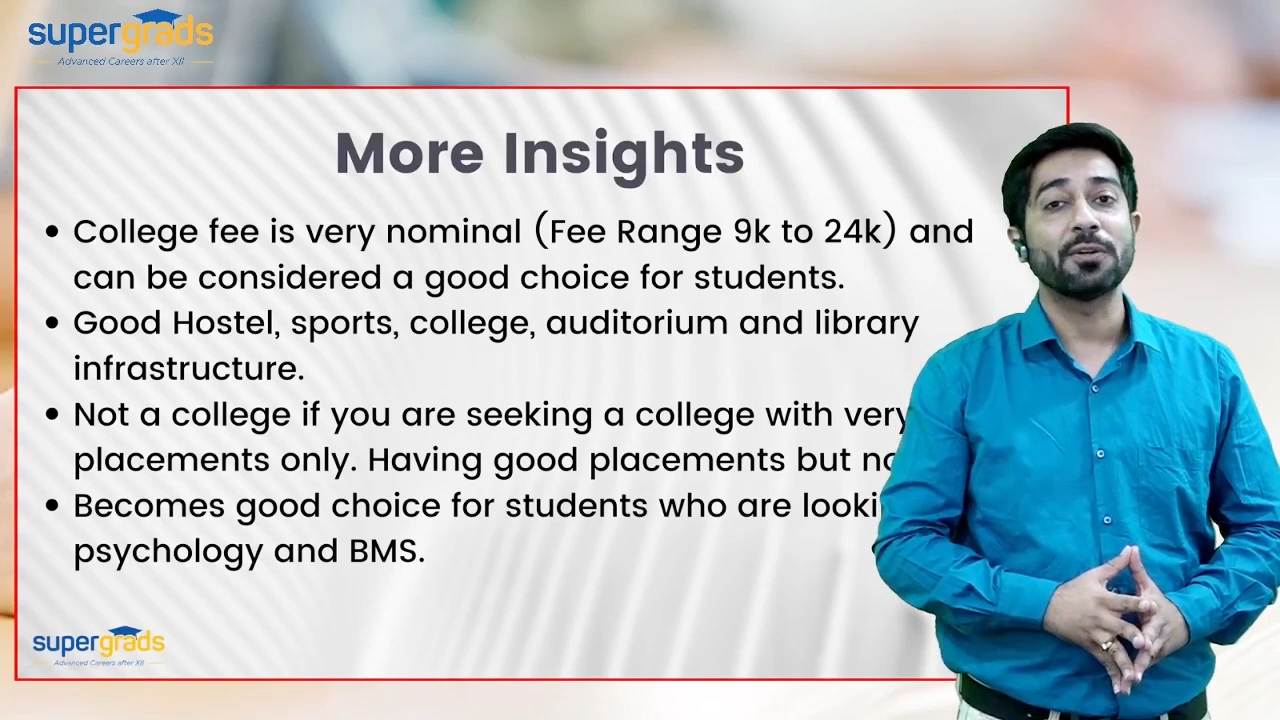 supergrads
Advanced Careers after XII
More Insights
• College fee is very nominal (Fee Range 9k to 24k) and
can be considered a good choice for students.
• Good Hostel, sports, college, auditorium and library
infrastructure.
• Not a college if you are seeking a college with very
placements only. Having good placements but
• Becomes good choice for students who are
psychology and BMS.
supergrads
Advanced Careers after XII